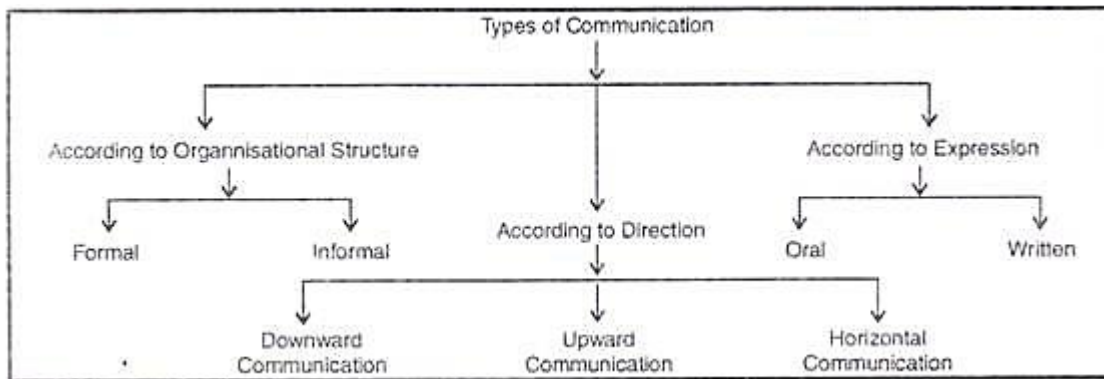 Types of Communication
According to Organnisational Structure
According to Expression
Formal
Informal
According to Direction
Oral
Written
Downward
Communication
Upward
Communication
Horizontal
Communication